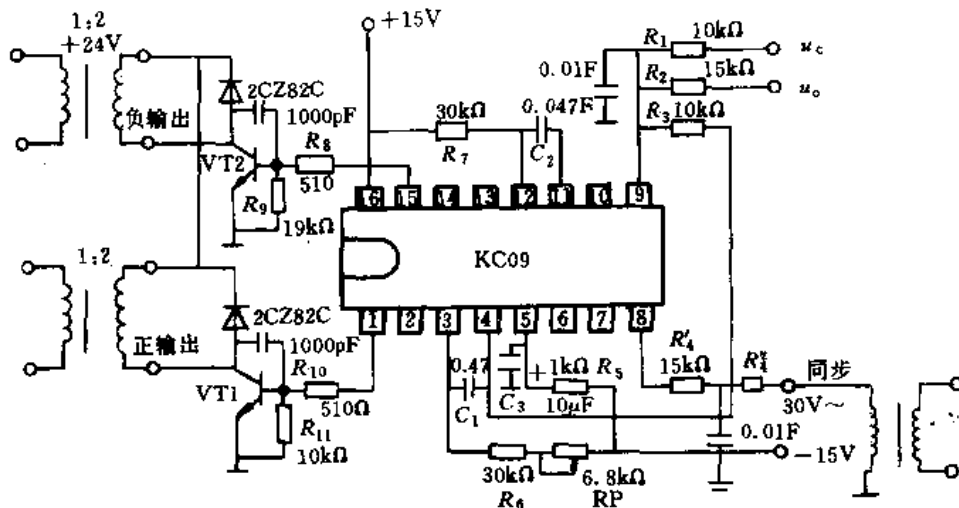 1:2
+24V
2CZ82C
1000pF
负输出
VT2
R8
510
R9
19kΩ
+15V
30kΩ
R7
0.01F
0.047F
C2
R1
10kΩ
uc
R2
15kΩ
uo
R3
10kΩ
16
15
14
13
12
11
10
9
KC09
1
2
3
4
5
6
7
8
1:2
2CZ82C
1000pF
正输出
VT1
R10
510Ω
R11
10kΩ
0.47
C1
C3
+
1kΩ
R5
10μF
30kΩ
R6
6.8kΩ
RP
R'4
15kΩ
R"4
同步
30V~
0.01F
-15V